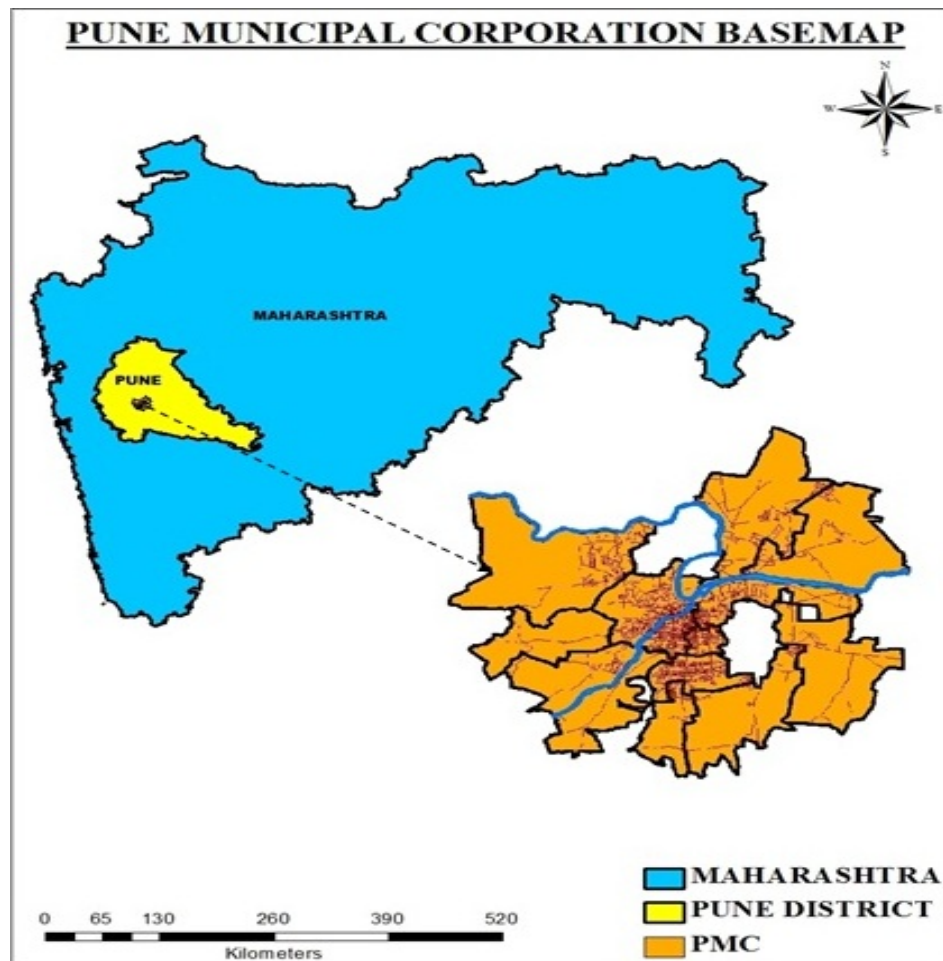 PUNE MUNICIPAL CORPORATION BASEMAP
N
W E
S
MAHARASHTRA
PUNE
MAHARASHTRA
PUNE DISTRICT
PMC
0 65 130 260 390 520
Kilometers